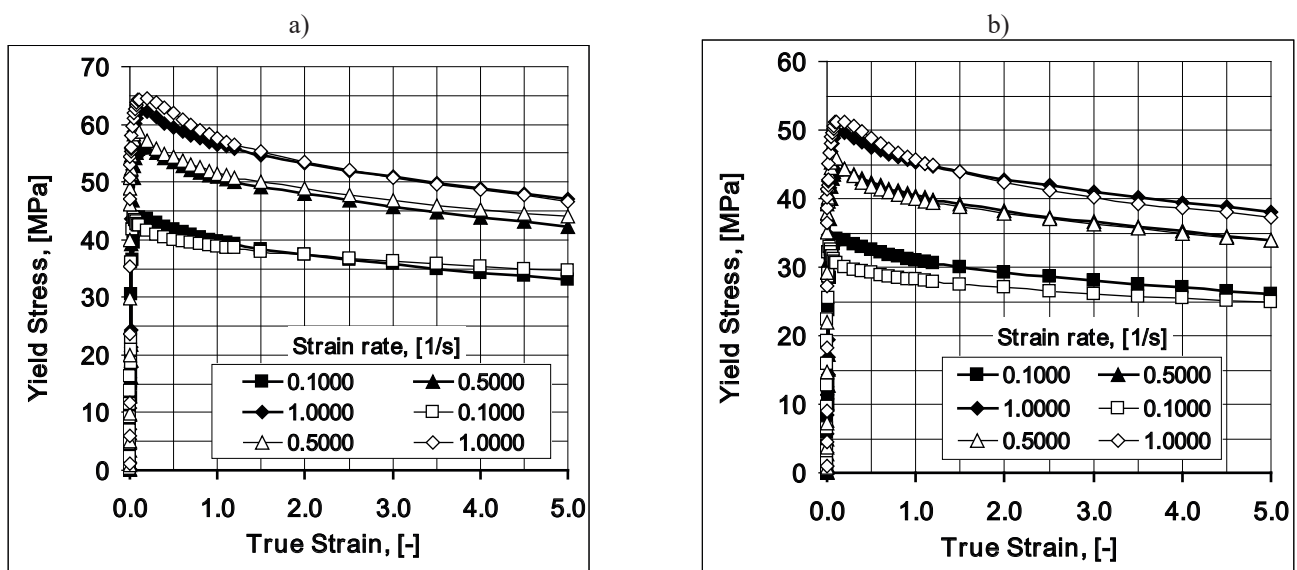 a)
70
60
50
40
30
20
10
0
Yield Stress, [MPa]
Strain rate, [1/s]
0.1000 0.5000
1.0000 0.1000
0.5000 1.0000
0.0 1.0 2.0 3.0 4.0 5.0
True Strain, [-]
b)
60
50
40
30
20
10
0
Yield Stress, [MPa]
Strain rate, [1/s]
0.1000 0.5000
1.0000 0.1000
0.5000 1.0000
0.0 1.0 2.0 3.0 4.0 5.0
True Strain, [-]